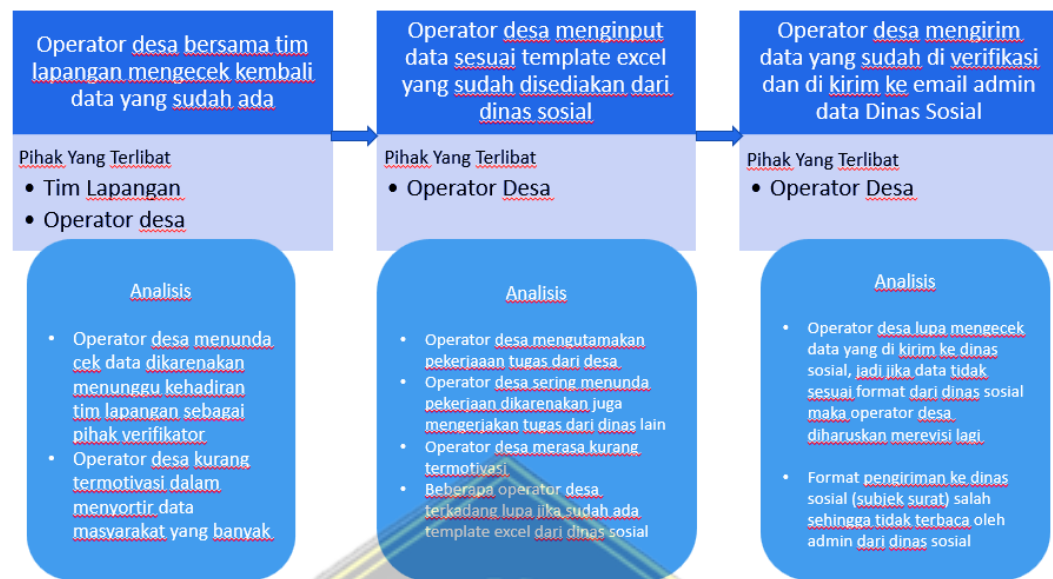 Operator desa bersama tim
lapangan mengecek kembali
data yang sudah ada
Pihak Yang Terlibat
• Tim Lapangan
• Operator desa
Analisis
• Operator desa menunda
cek data dikarenakan
menunggu kehadiran
tim lapangan sebagai
pihak verifikator
• Operator desa kurang
termotivasi dalam
menyortir data
masyarakat yang banyak
Operator desa menginput
data sesuai template excel
yang sudah disediakan dari
dinas sosial
Pihak Yang Terlibat
• Operator Desa
Analisis
• Operator desa mengutamakan
pekerjaaan tugas dari desa
• Operator desa sering menunda
pekerjaan dikarenakan juga
mengerjakan tugas dari dinas lain
• Operator desa merasa kurang
termotivasi
• Beberapa operator desa
terkadang lupa jika sudah ada
template excel dari dinas sosial
Operator desa mengirim
data yang sudah di verifikasi
dan di kirim ke email admin
data Dinas Sosial
Pihak Yang Terlibat
• Operator Desa
Analisis
• Operator desa lupa mengecek
data yang di kirim ke dinas
sosial, jadi jika data tidak
sesuai format dari dinas sosial
maka operator desa
diharuskan merevisi lagi
• Format pengiriman ke dinas
sosial (subjek surat) salah
sehingga tidak terbaca oleh
admin dari dinas sosial